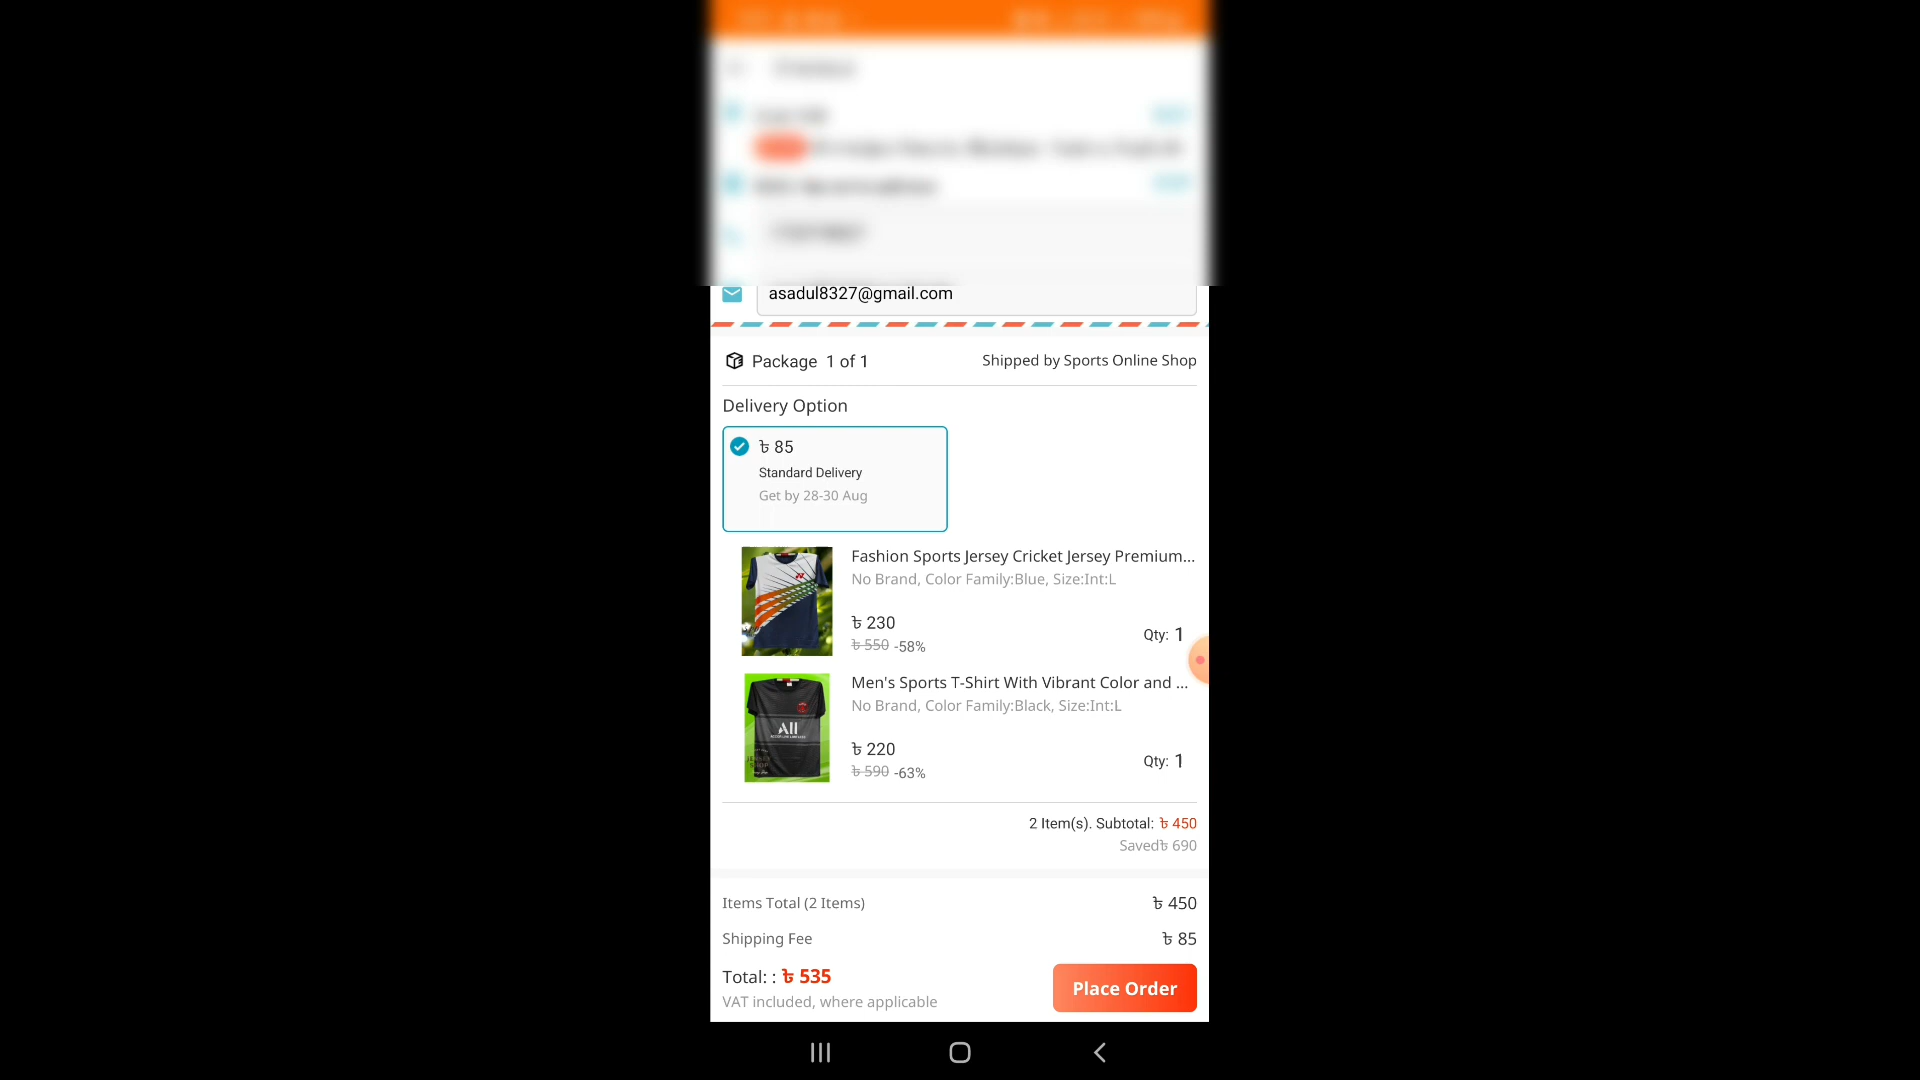 asadul8327@gmail.com
Package 1 of 1
Shipped by Sports Online Shop
Delivery Option
৳ 85
Standard Delivery
Get by 28-30 Aug
Fashion Sports Jersey Cricket Jersey Premium...
No Brand, Color Family:Blue, Size:Int:L
৳ 230
৳ 550 -58%
Qty: 1
Men's Sports T-Shirt With Vibrant Color and ...
No Brand, Color Family:Black, Size:Int:L
All
৳ 220
৳ 590 -63%
Qty: 1
2 Item(s). Subtotal: ৳ 450
Saved৳ 690
Items Total (2 Items)
৳ 450
Shipping Fee
৳ 85
Total: : ৳ 535
VAT included, where applicable
Place Order